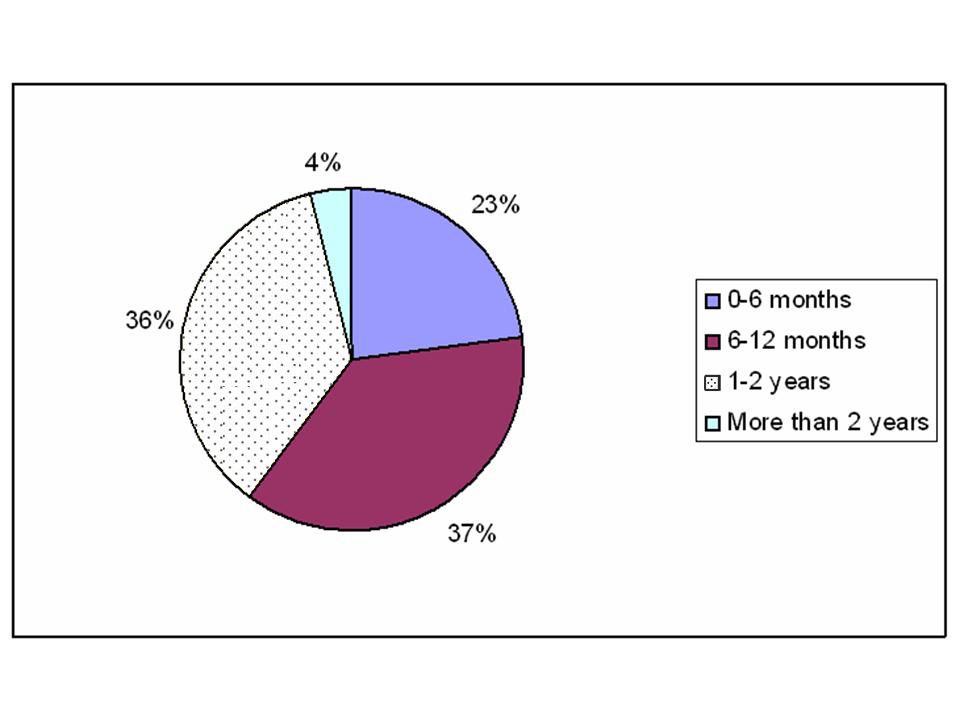 4%
23%
36%
37%
0-6 months
6-12 months
1-2 years
More than 2 years